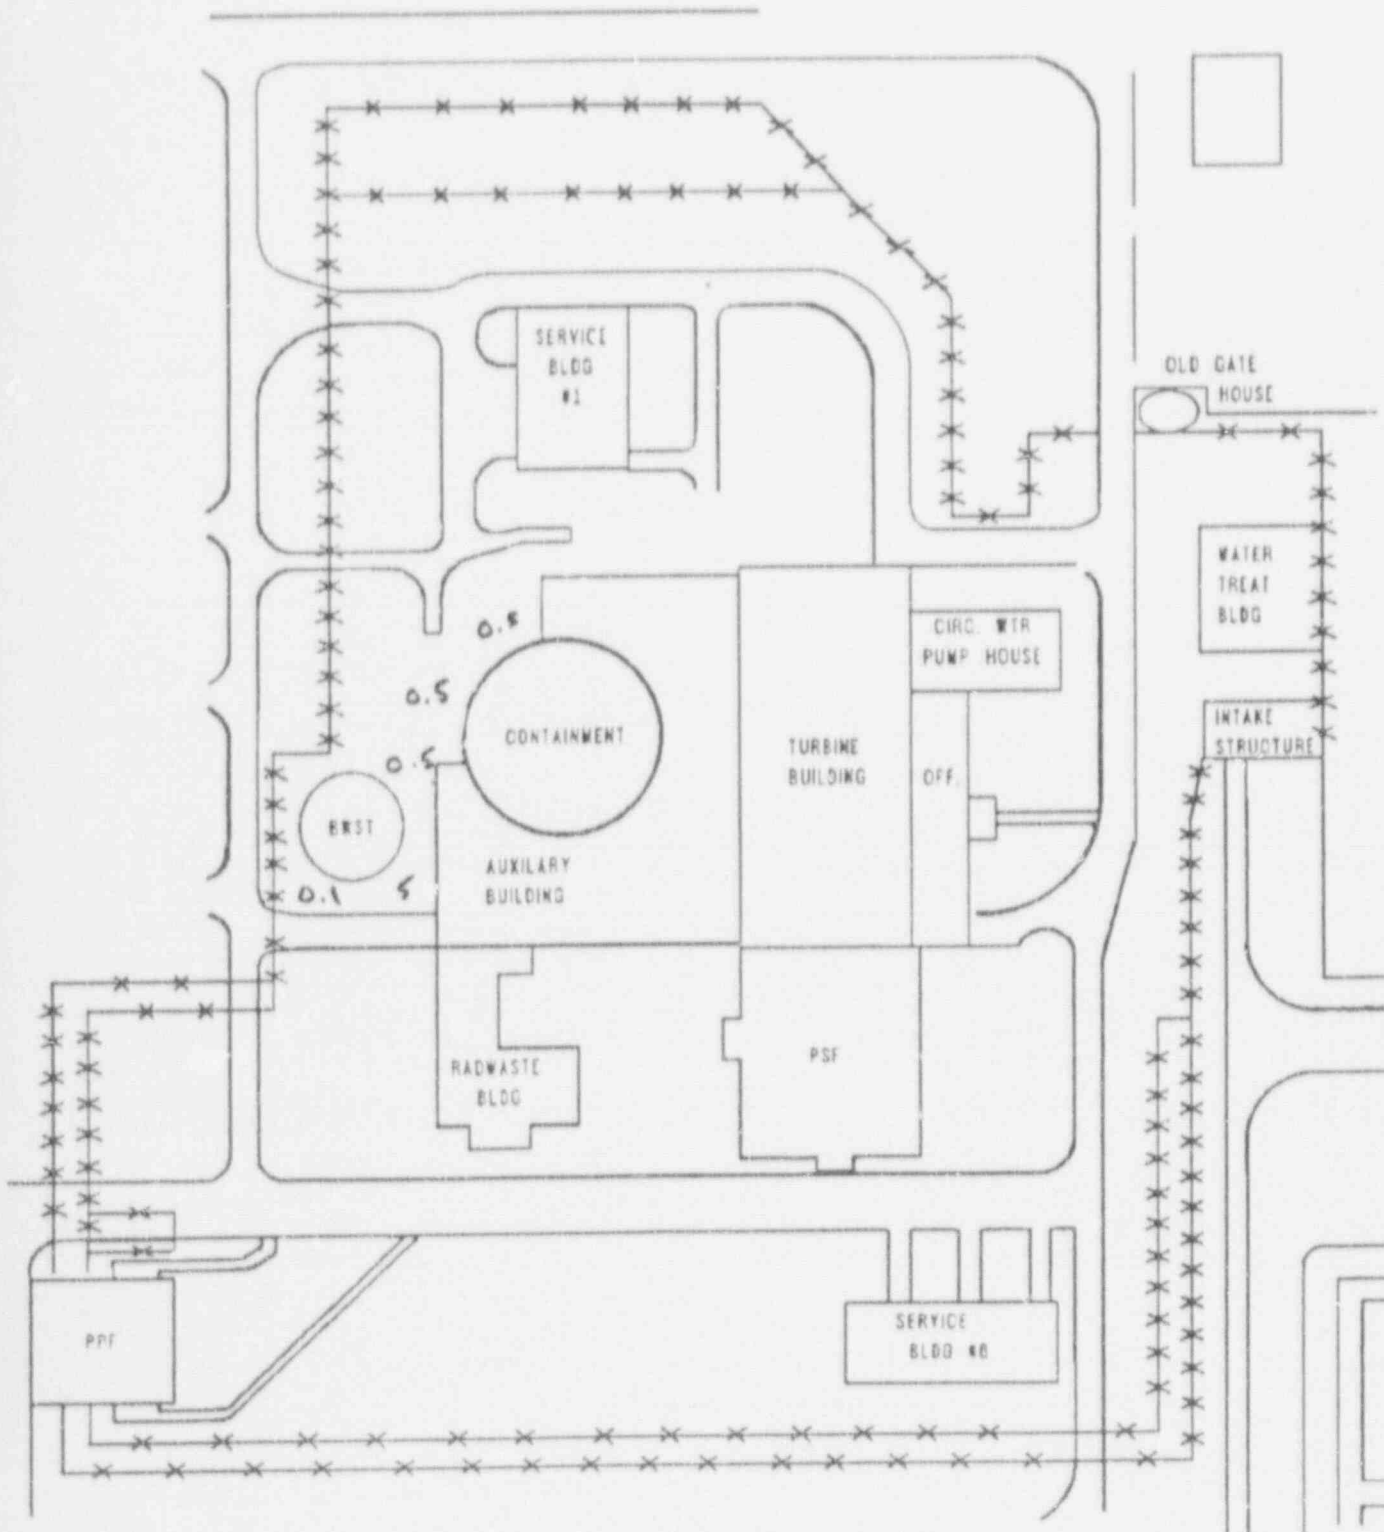 SERVICE
BLDG
#1
OLD GATE
HOUSE
WATER
TREAT
BLDG
0.5
CIRC. WTR
PUMP HOUSE
0.5
CONTAINMENT
INTAKE
STRUCTURE
TURBINE
BUILDING
OFF.
0.5
BWST
AUXILARY
BUILDING
0.1
5
RADWASTE
BLDG
PSF
PPF
SERVICE
BLDG #6